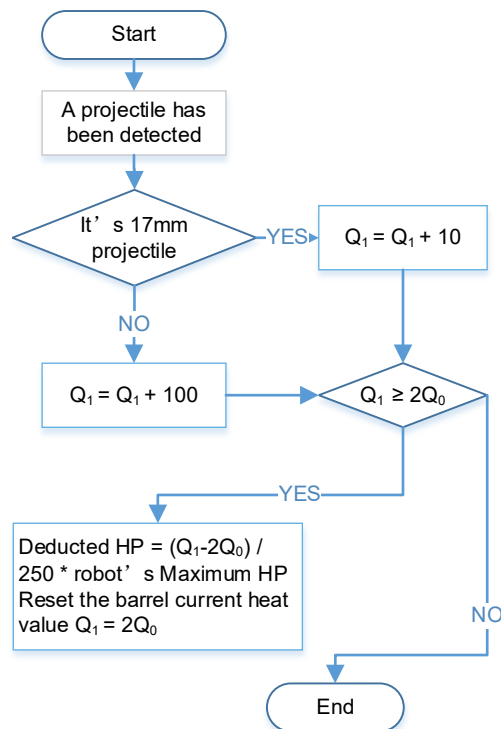 Start
A projectile has
been detected
It's 17mm
projectile
YES
Q₁ = Q₁ + 10
NO
Q₁ = Q₁ + 100
Q₁ ≥ 2Q₀
YES
Deducted HP = (Q₁-2Q₀) /
250 * robot's Maximum HP
Reset the barrel current heat
value Q₁ = 2Q₀
NO
End